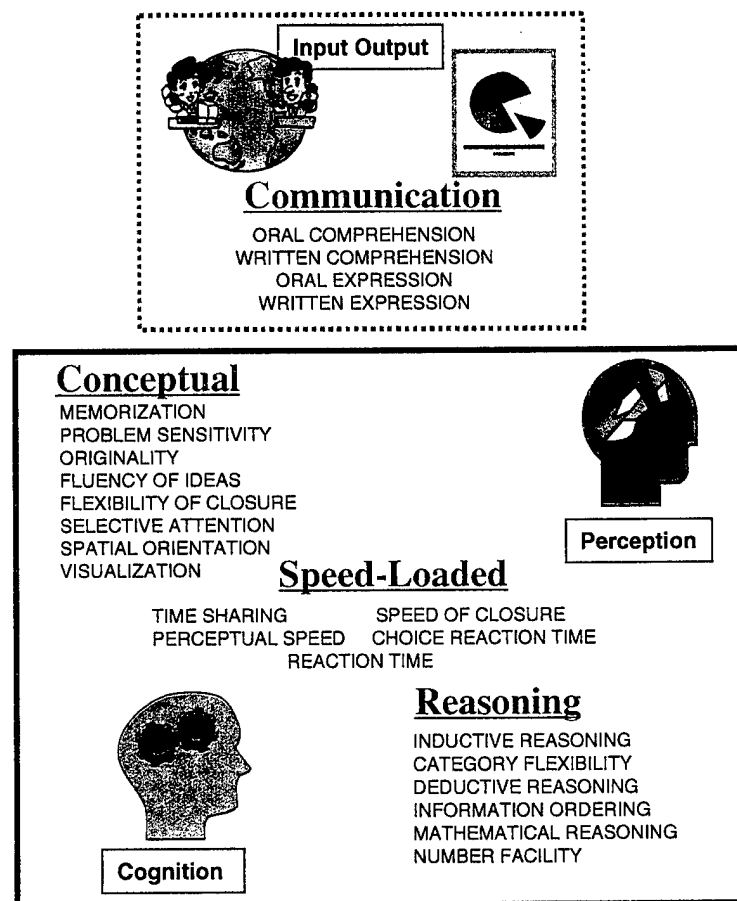 Input Output
Communication
ORAL COMPREHENSION
WRITTEN COMPREHENSION
ORAL EXPRESSION
WRITTEN EXPRESSION
Conceptual
MEMORIZATION
PROBLEM SENSITIVITY
ORIGINALITY
FLUENCY OF IDEAS
FLEXIBILITY OF CLOSURE
SELECTIVE ATTENTION
SPATIAL ORIENTATION
VISUALIZATION
Perception
Speed-Loaded
TIME SHARING SPEED OF CLOSURE
PERCEPTUAL SPEED CHOICE REACTION TIME
REACTION TIME
Reasoning
INDUCTIVE REASONING
CATEGORY FLEXIBILITY
DEDUCTIVE REASONING
INFORMATION ORDERING
MATHEMATICAL REASONING
NUMBER FACILITY
Cognition